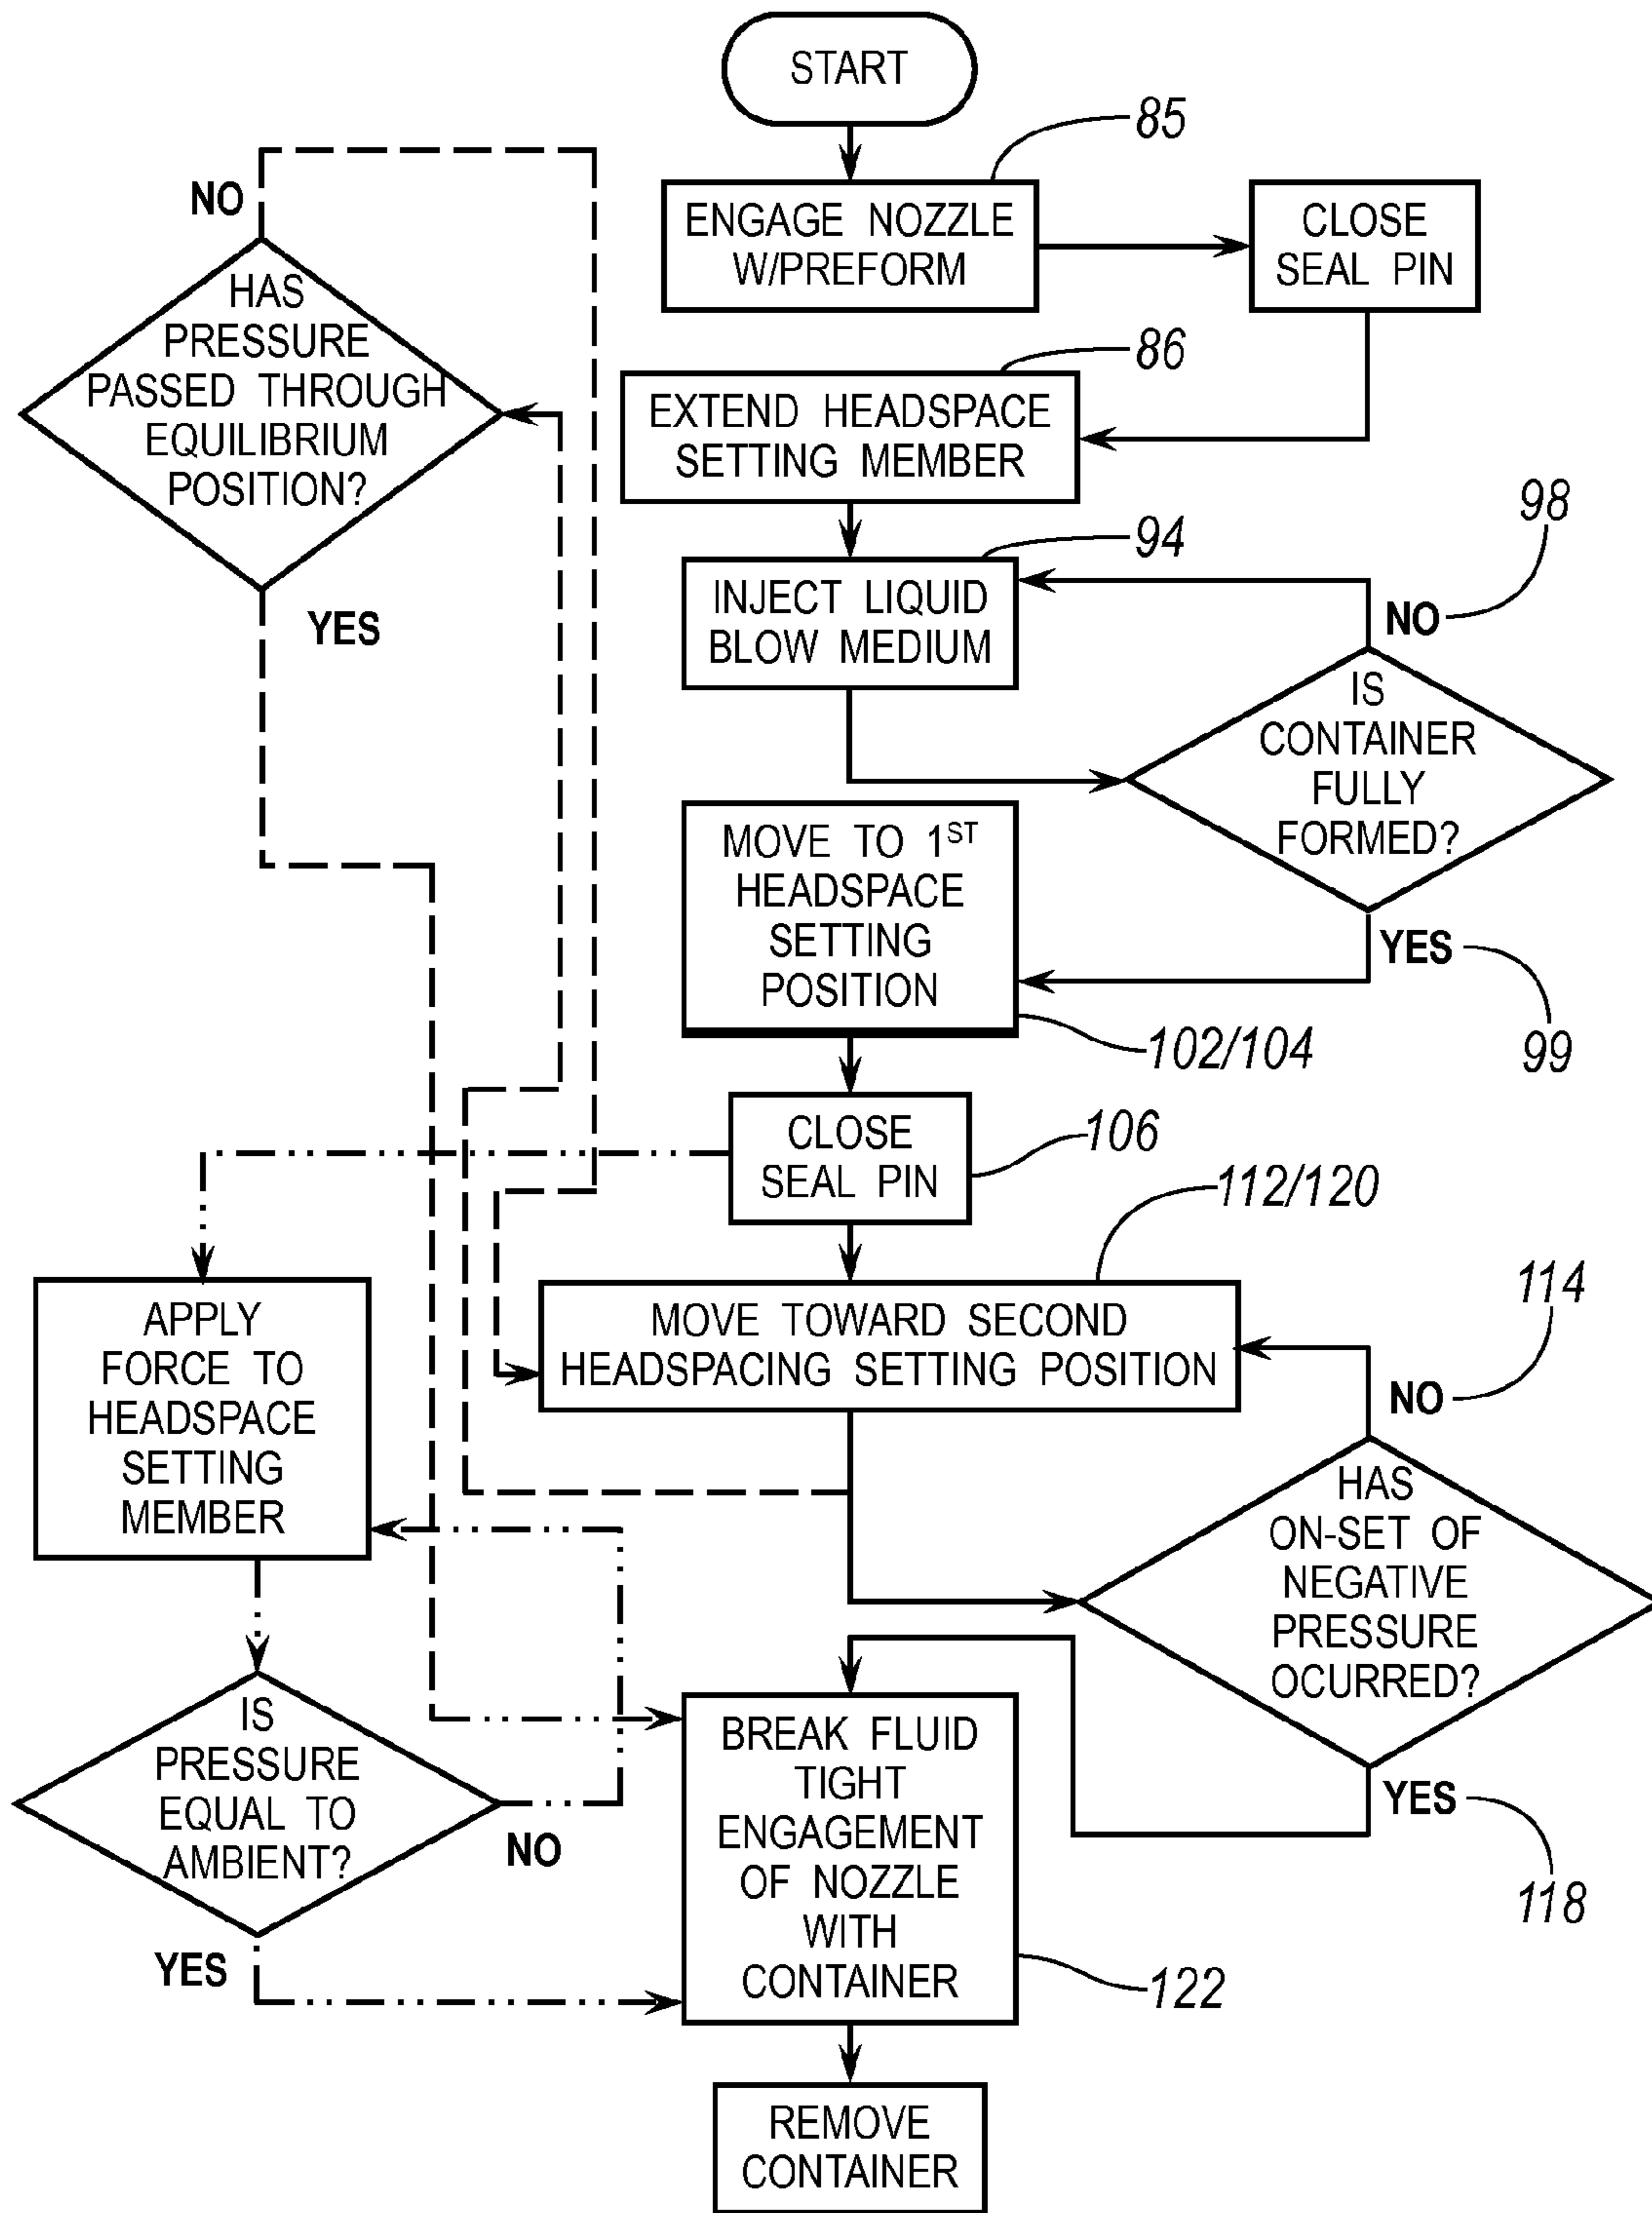 START
85
ENGAGE NOZZLE
W/PREFORM
CLOSE
SEAL PIN
NO
HAS
PRESSURE
PASSED THROUGH
EQUILIBRIUM
POSITION?
YES
86
EXTEND HEADSPACE
SETTING MEMBER
94
INJECT LIQUID
BLOW MEDIUM
98
NO
IS
CONTAINER
FULLY
FORMED?
YES
99
MOVE TO 1ST
HEADSPACE
SETTING
POSITION
102/104
CLOSE
SEAL PIN
106
112/120
MOVE TOWARD SECOND
HEADSPACING SETTING POSITION
114
NO
HAS
ON-SET OF
NEGATIVE
PRESSURE
OCURRED?
YES
118
APPLY
FORCE TO
HEADSPACE
SETTING
MEMBER
IS
PRESSURE
EQUAL TO
AMBIENT?
NO
YES
BREAK FLUID
TIGHT
ENGAGEMENT
OF NOZZLE
WITH
CONTAINER
122
REMOVE
CONTAINER